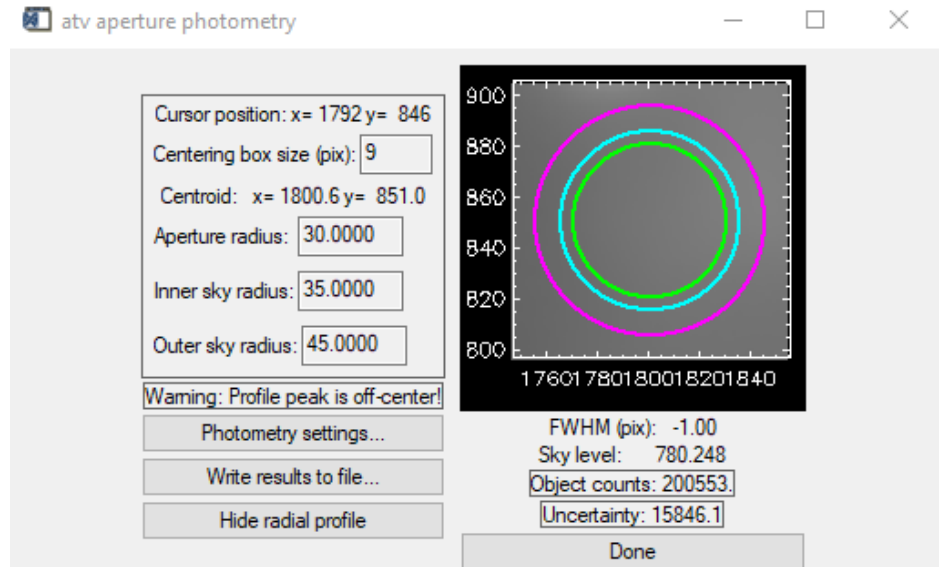 atv aperture photometry
Cursor position: x= 1792 y= 846
Centering box size (pix): 9
Centroid: x= 1800.6 y= 851.0
Aperture radius: 30.0000
Inner sky radius: 35.0000
Outer sky radius: 45.0000
Warning: Profile peak is off-center!
Photometry settings...
Write results to file...
Hide radial profile
900
880
860
840
820
800
1760 1780 1800 1820 1840
FWHM (pix): -1.00
Sky level: 780.248
Object counts: 200553.
Uncertainty: 15846.1
Done